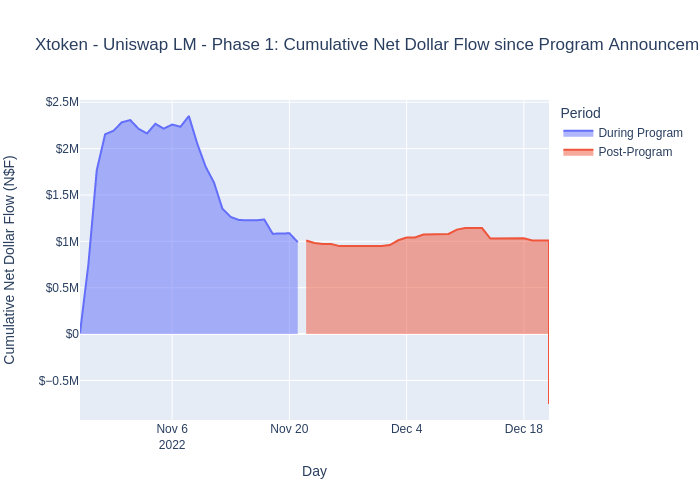 Xtoken - Uniswap LM - Phase 1: Cumulative Net Dollar Flow since Program Announcem
Period
During Program
Post-Program
Cumulative Net Dollar Flow (N$F)
$2.5M
$2M
$1.5M
$1M
$0.5M
$0
$−0.5M
Nov 6
2022
Nov 20
Dec 4
Dec 18
Day